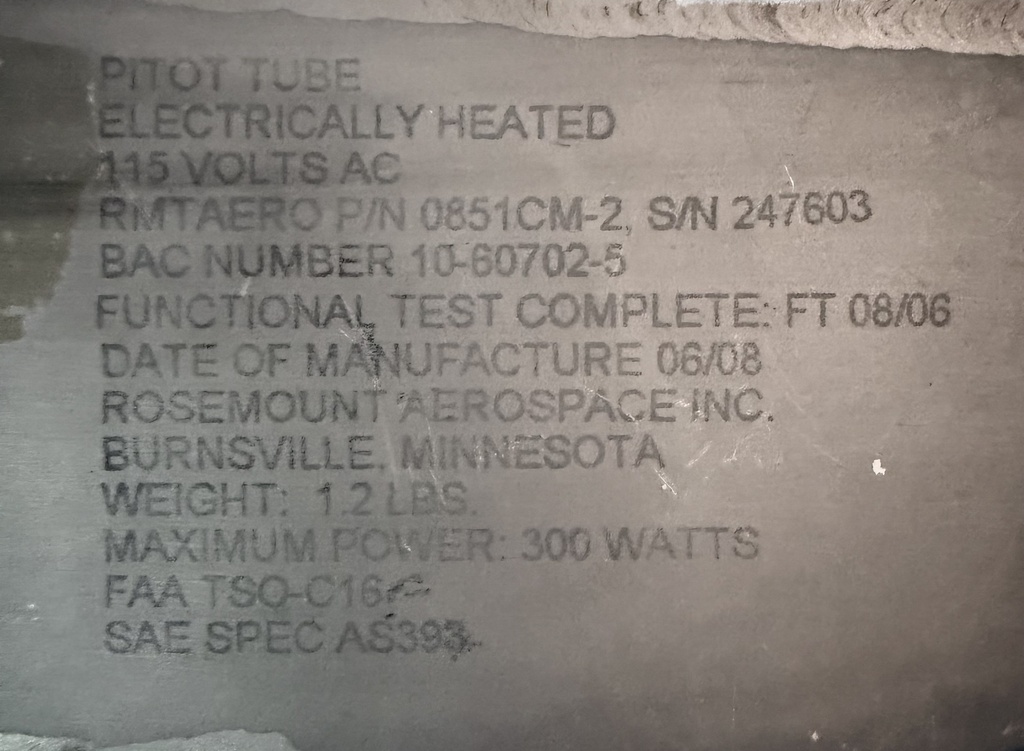 PITOT TUBE
ELECTRICALLY HEATED
115 VOLTS AC
RMTAERO P/N 0851CM-2, S/N 247603
BAC NUMBER 10-60702-5
FUNCTIONAL TEST COMPLETE: FT 08/06
DATE OF MANUFACTURE 06/08
ROSEMOUNT AEROSPACE INC.
BURNSVILLE, MINNESOTA
WEIGHT: 1.2 LBS.
MAXIMUM POWER: 300 WATTS
FAA TSO-C16
SAE SPEC